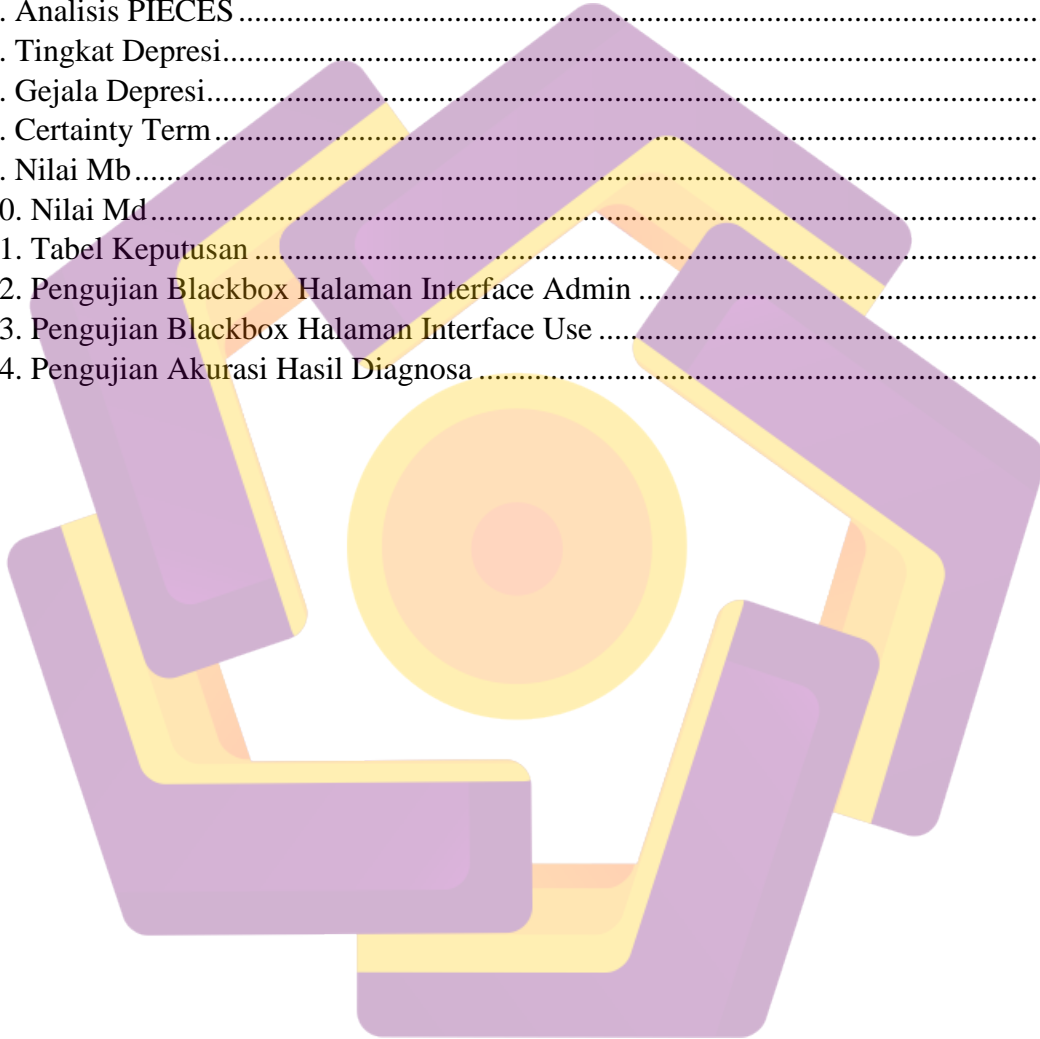 . Analisis PIECES ....................................................................................................
. Tingkat Depresi.....................................................................................................
. Gejala Depresi.......................................................................................................
. Certainty Term ......................................................................................................
. Nilai Mb ................................................................................................................
0. Nilai Md ..............................................................................................................
1. Tabel Keputusan .................................................................................................
2. Pengujian Blackbox Halaman Interface Admin .................................................
3. Pengujian Blackbox Halaman Interface Use ......................................................
4. Pengujian Akurasi Hasil Diagnosa .....................................................................